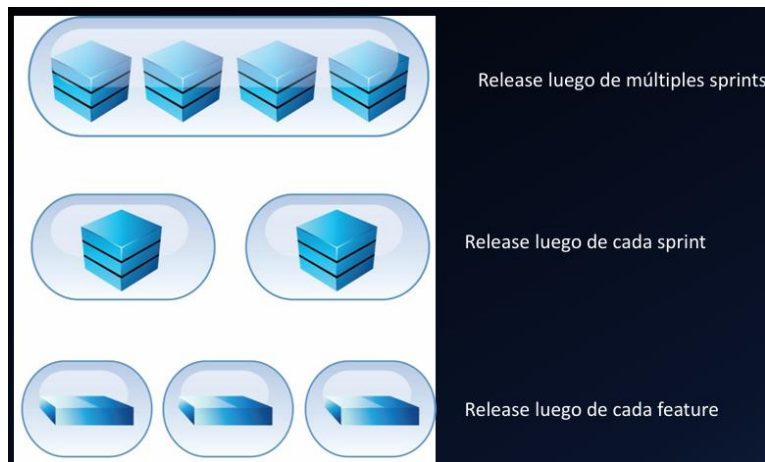 Release luego de múltiples sprints
Release luego de cada sprint
Release luego de cada feature